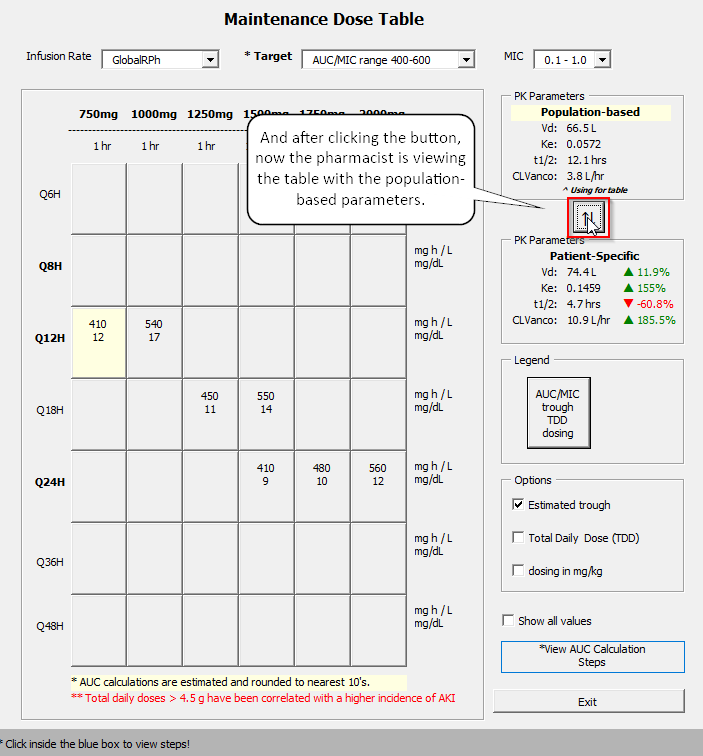 Maintenance Dose Table
Infusion Rate GlobalRPh * Target AUC/MIC range 400-600 MIC 0.1 - 1.0
750mg 1000mg 1250mg 1500mg 1750mg 2000mg
1 hr 1 hr 1 hr
And after clicking the button,
now the pharmacist is viewing
the table with the population-
based parameters.
Q6H
Q8H
mg h / L
mg/dL
Q12H
410 540
12 17
mg h / L
mg/dL
Q18H
450 550
11 14
mg h / L
mg/dL
Q24H
410 480 560
9 10 12
mg h / L
mg/dL
Q36H
mg h / L
mg/dL
Q48H
mg h / L
mg/dL
* AUC calculations are estimated and rounded to nearest 10's.
** Total daily doses > 4.5 g have been correlated with a higher incidence of AKI
PK Parameters
Population-based
Vd: 66.5 L
Ke: 0.0572
t1/2: 12.1 hrs
CLVanco: 3.8 L/hr
^ Using for table
PK Parameters
Patient-Specific
Vd: 74.4 L ▲ 11.9%
Ke: 0.1459 ▲ 155%
t1/2: 4.7 hrs ▼ -60.8%
CLVanco: 10.9 L/hr ▲ 185.5%
Legend
AUC/MIC
trough
TDD
dosing
Options
Estimated trough
Total Daily Dose (TDD)
dosing in mg/kg
Show all values
*View AUC Calculation
Steps
Exit
* Click inside the blue box to view steps!